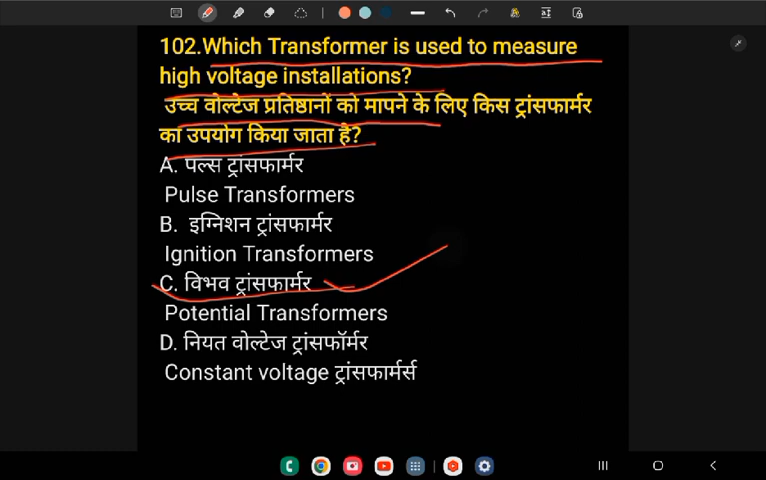 102.Which Transformer is used to measure
high voltage installations?
उच्च वोल्टेज प्रतिष्ठानों को मापने के लिए किस ट्रांसफार्मर
का उपयोग किया जाता है?
A. पल्स ट्रांसफार्मर
Pulse Transformers
B. इग्निशन ट्रांसफार्मर
Ignition Transformers
C. विभव ट्रांसफार्मर
Potential Transformers
D. नियत वोल्टेज ट्रांसफॉर्मर
Constant voltage ट्रांसफार्मर्स